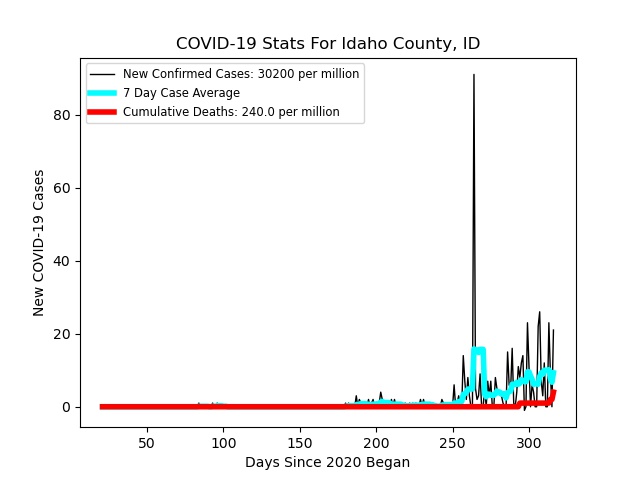 COVID-19 Stats For Idaho County, ID
New Confirmed Cases: 30200 per million
7 Day Case Average
Cumulative Deaths: 240.0 per million
New COVID-19 Cases
80
60
40
20
0
50 100 150 200 250 300
Days Since 2020 Began